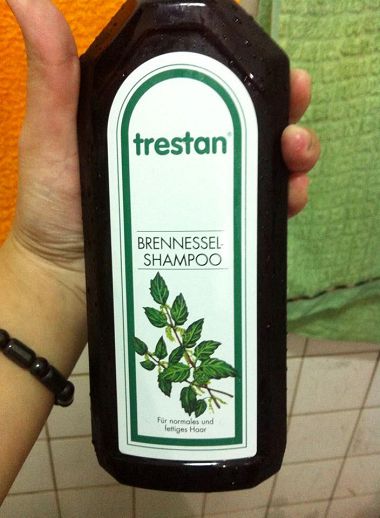 trestan®
BRENNESSEL-
SHAMPOO
Für normales und
fettiges Haar